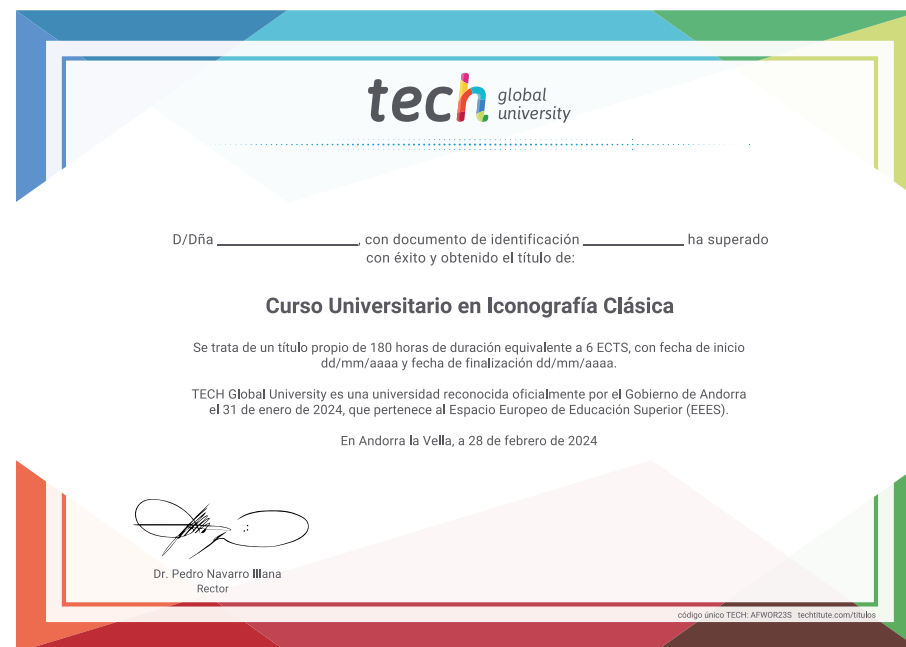 tech global university
D/Dña ____________________, con documento de identificación ______________ ha superado
con éxito y obtenido el título de:
Curso Universitario en Iconografía Clásica
Se trata de un título propio de 180 horas de duración equivalente a 6 ECTS, con fecha de inicio
dd/mm/aaaa y fecha de finalización dd/mm/aaaa.
TECH Global University es una universidad reconocida oficialmente por el Gobierno de Andorra
el 31 de enero de 2024, que pertenece al Espacio Europeo de Educación Superior (EEES).
En Andorra la Vella, a 28 de febrero de 2024
Dr. Pedro Navarro Illana
Rector
código único TECH: AFWOR23S techtitute.com/titulos